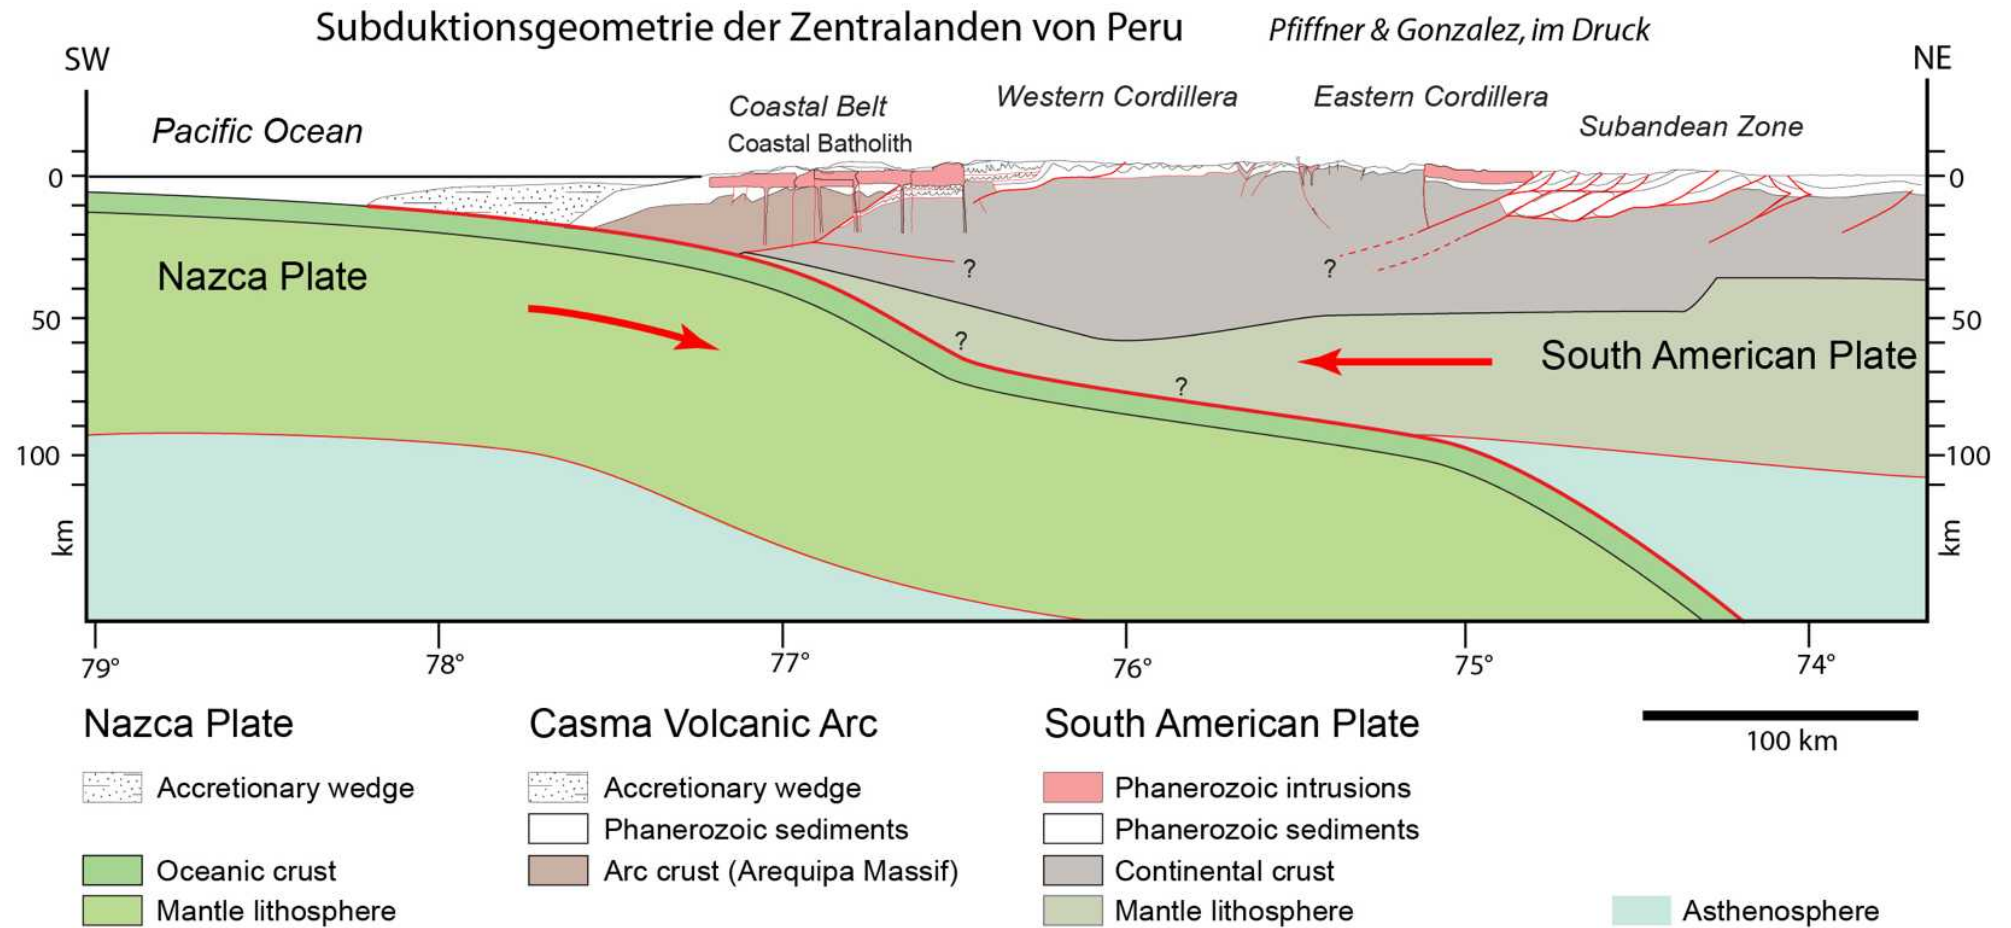 Subduktionsgeometrie der Zentralanden von Peru
Pfiffner & Gonzalez, im Druck
SW
NE
Pacific Ocean
Coastal Belt
Coastal Batholith
Western Cordillera
Eastern Cordillera
Subandean Zone
0
50
100
km
0
50
100
km
Nazca Plate
South American Plate
?
?
?
?
79°
78°
77°
76°
75°
74°
Nazca Plate
Accretionary wedge
Oceanic crust
Mantle lithosphere
Casma Volcanic Arc
Accretionary wedge
Phanerozoic sediments
Arc crust (Arequipa Massif)
South American Plate
Phanerozoic intrusions
Phanerozoic sediments
Continental crust
Mantle lithosphere
100 km
Asthenosphere